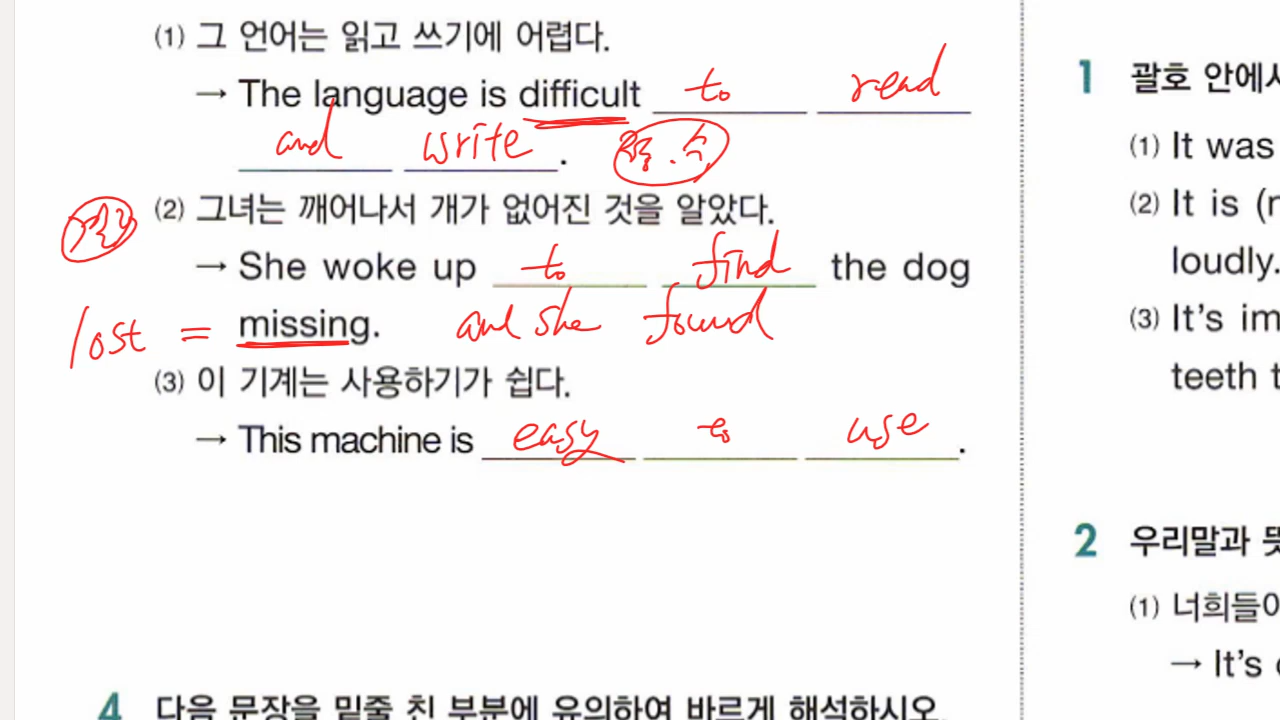 (1) 그 언어는 읽고 쓰기에 어렵다.
→ The language is difficult to read
and write.
(2) 그녀는 깨어나서 개가 없어진 것을 알았다.
→ She woke up to find the dog
lost = missing. and she found
(3) 이 기계는 사용하기가 쉽다.
→ This machine is easy to use.
4 다음 문장을 밑줄 친 부분에 유의하여 바르게 해석하시오.
1 괄호 안에서
(1) It was
(2) It is (
loudly.
(3) It's im
teeth t
2 우리말과 뜻
(1) 너희들이
→ It's